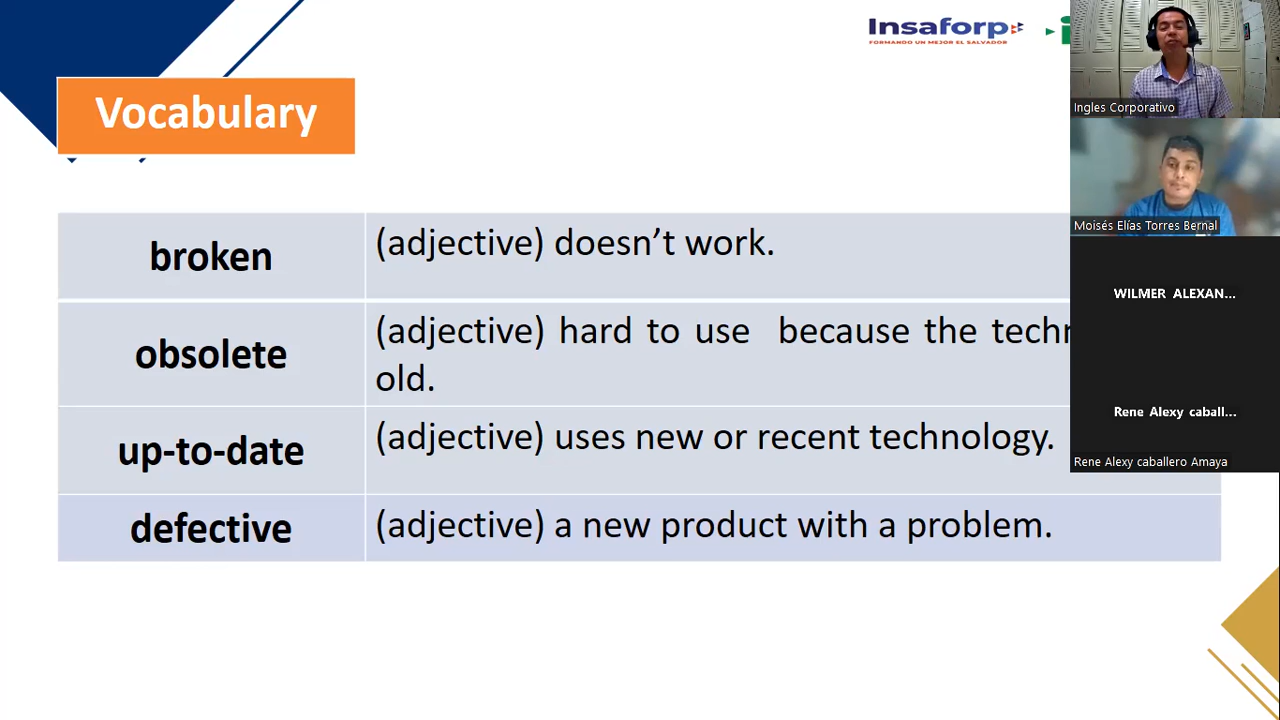 Insaforp
FORMANDO UN MEJOR EL SALVADOR
Vocabulary
broken
(adjective) doesn’t work.
obsolete
(adjective) hard to use because the
old.
up-to-date
(adjective) uses new or recent technology.
defective
(adjective) a new product with a problem.
Ingles Corporativo
Moisés Elías Torres Bernal
WILMER ALEXAN...
Rene Alexy caball...
Rene Alexy caballero Amaya